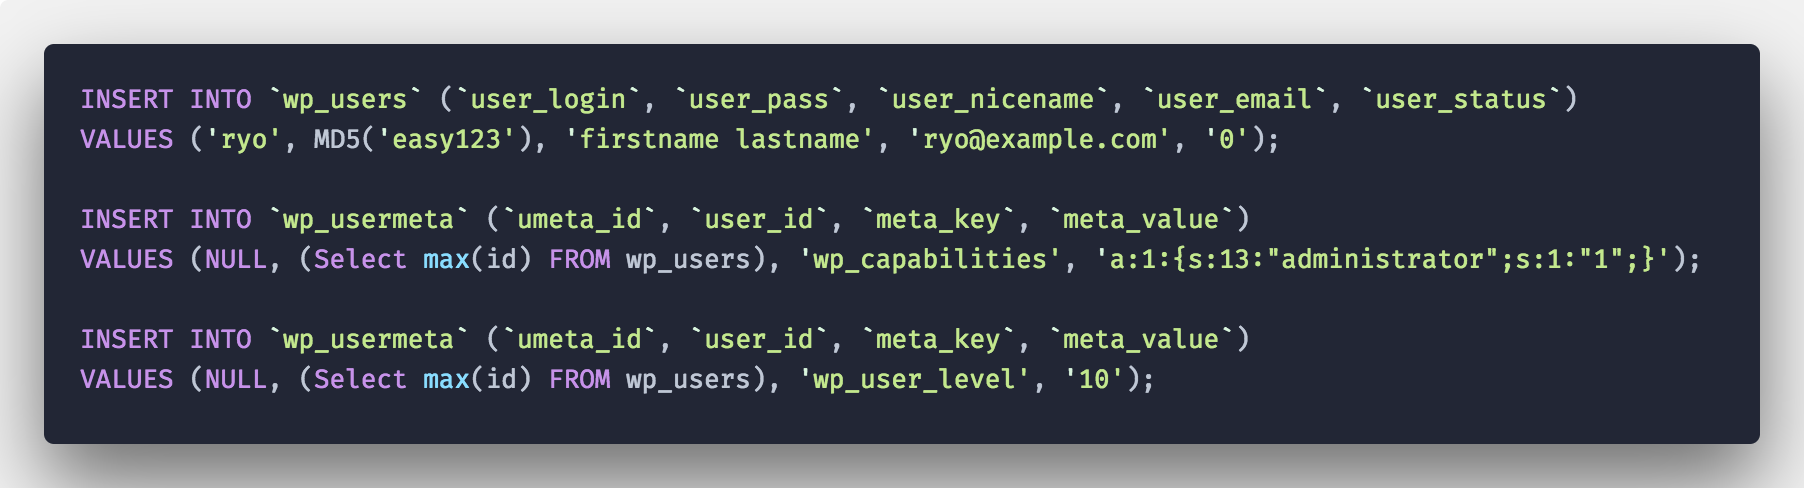 INSERT INTO `wp_users` (`user_login`, `user_pass`, `user_nicename`, `user_email`, `user_status`)
VALUES ('ryo', MD5('easy123'), 'firstname lastname', 'ryo@example.com', '0');
INSERT INTO `wp_usermeta` (`umeta_id`, `user_id`, `meta_key`, `meta_value`)
VALUES (NULL, (Select max(id) FROM wp_users), 'wp_capabilities', 'a:1:{s:13:"administrator";s:1:"1";}');
INSERT INTO `wp_usermeta` (`umeta_id`, `user_id`, `meta_key`, `meta_value`)
VALUES (NULL, (Select max(id) FROM wp_users), 'wp_user_level', '10');